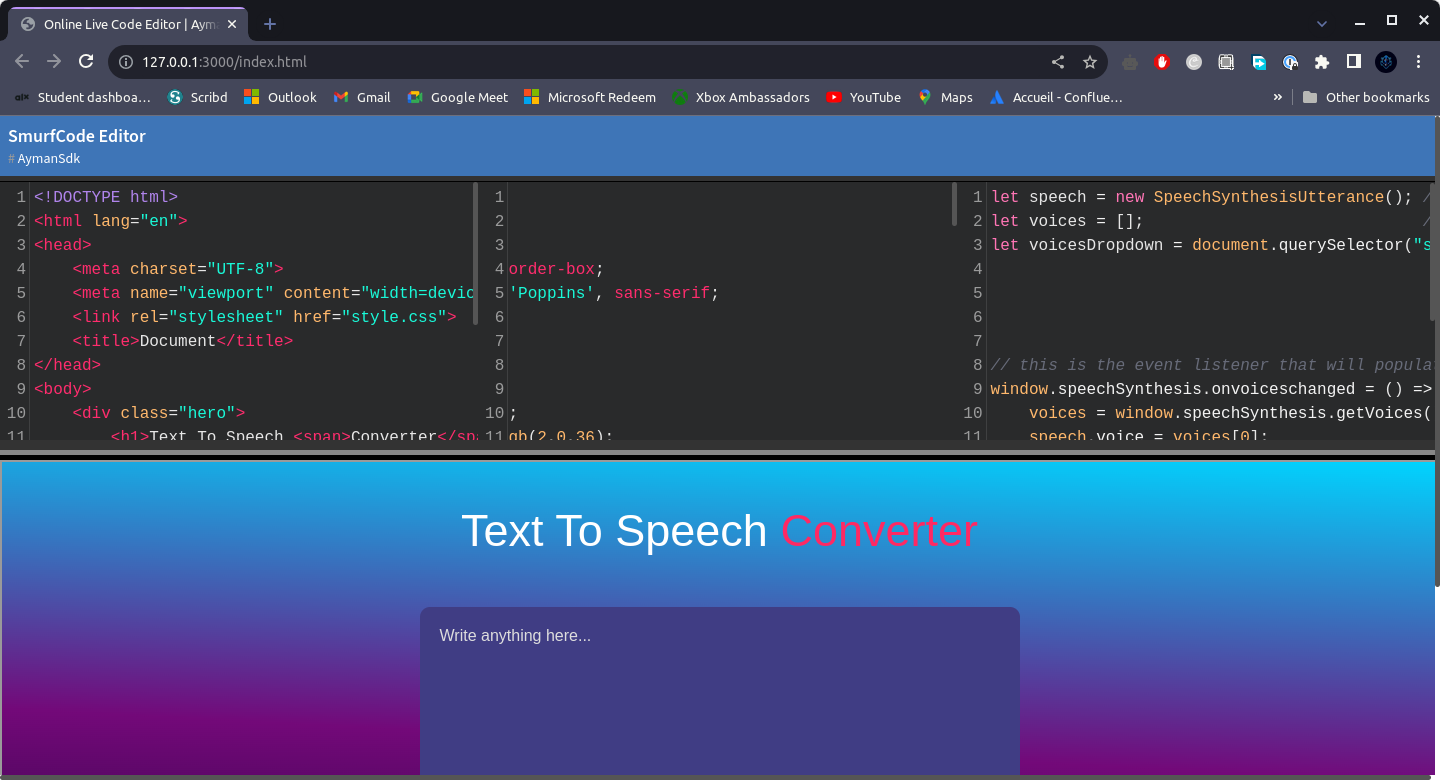 Online Live Code Editor | Aym
127.0.0.1:3000/index.html
Student dashboa... Scribd Outlook Gmail Google Meet Microsoft Redeem Xbox Ambassadors YouTube Maps Accueil - Conflue... » Other bookmarks
SmurfCode Editor
# AymanSdk
1 <!DOCTYPE html>
2 <html lang="en">
3 <head>
4 <meta charset="UTF-8">
5 <meta name="viewport" content="width=devic
6 <link rel="stylesheet" href="style.css">
7 <title>Document</title>
8 </head>
9 <body>
10 <div class="hero">
11 <h1>Text To Speech <span>Converter</sp
1
2
3
4 order-box;
5 'Poppins', sans-serif;
6
7
8
9
10 ;
11 gb(2,0,36);
1 let speech = new SpeechSynthesisUtterance(); /
2 let voices = []; /
3 let voicesDropdown = document.querySelector("s
4
5
6
7
8 // this is the event listener that will popula
9 window.speechSynthesis.onvoiceschanged = () =>
10 voices = window.speechSynthesis.getVoices(
11 speech.voice = voices[0];
Text To Speech Converter
Write anything here...